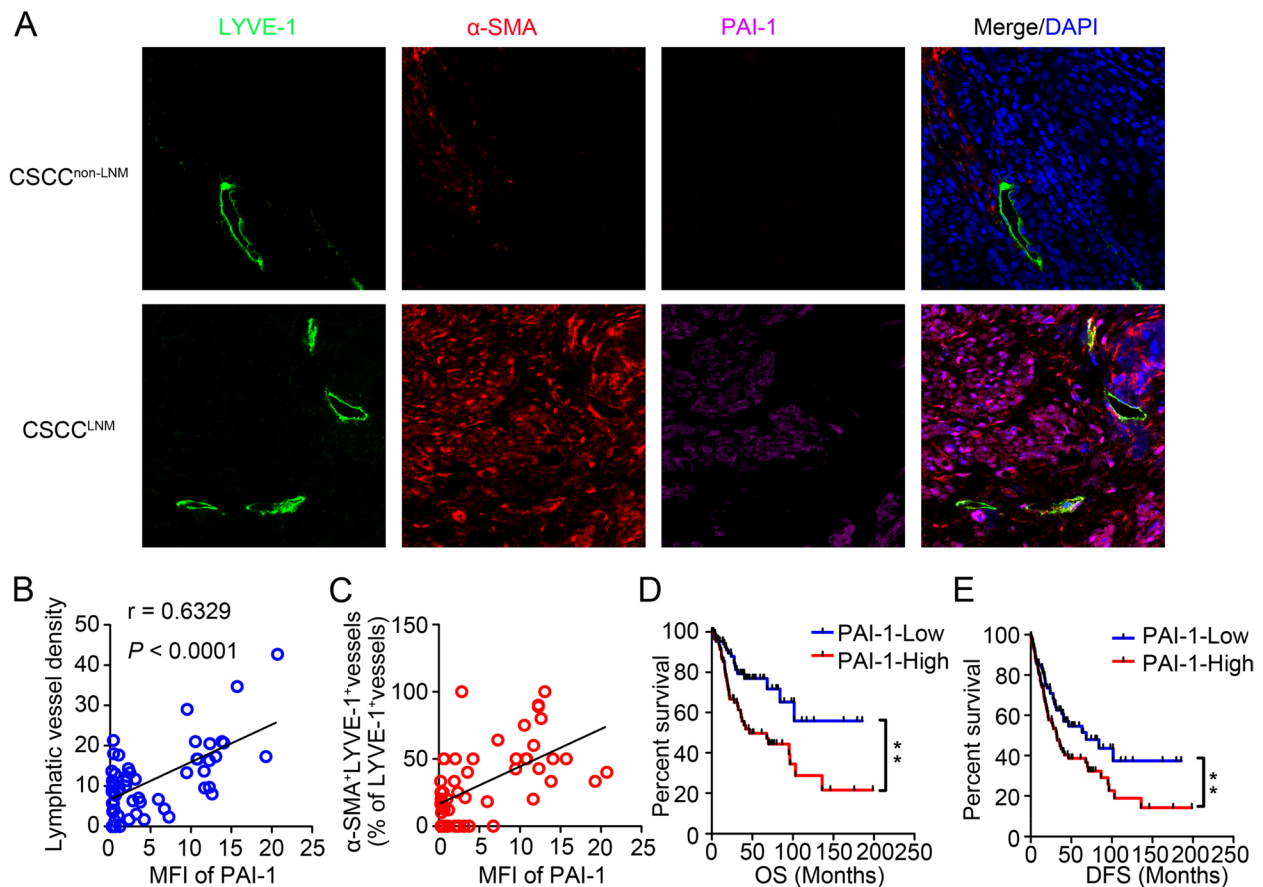 A
LYVE-1
α-SMA
PAI-1
Merge/DAPI
CSCCnon-LNM
CSCCLNM
B
r = 0.6329
P < 0.0001
Lymphatic vessel density
50
40
30
20
10
0
0 5 10 15 20 25
MFI of PAI-1
C
α-SMA+LYVE-1+vessels
(% of LYVE-1+vessels)
150
100
50
0
0 5 10 15 20 25
MFI of PAI-1
D
PAI-1-Low
PAI-1-High
Percent survival
100
80
60
40
20
0
0 50 100 150 200 250
OS (Months)
**
E
PAI-1-Low
PAI-1-High
Percent survival
100
80
60
40
20
0
0 50 100 150 200 250
DFS (Months)
**